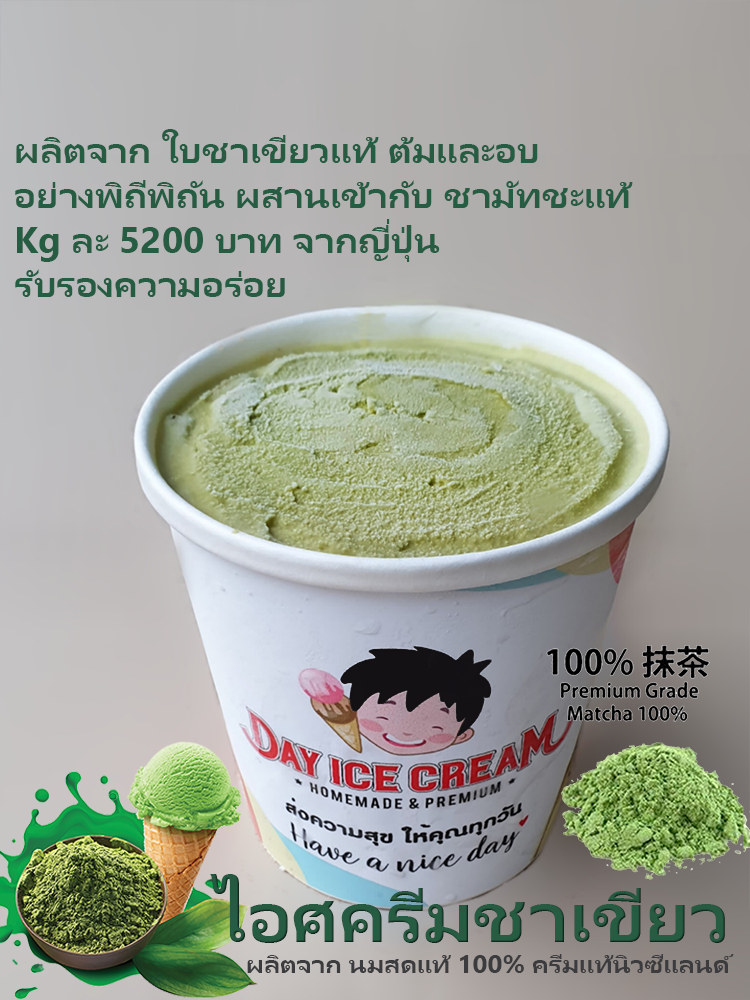 ผลิตจาก ใบชาเขียวแท้ ต้มและอบ
อย่างพิถีพิถัน ผสานเข้ากับ ชามัทชะแท้
Kg ละ 5200 บาท จากญี่ปุ่น
รับรองความอร่อย
100% 抹茶
Premium Grade
Matcha 100%
DAY ICE CREAM
HOMEMADE & PREMIUM
ส่งความสุข ให้คุณทุกวัน
Have a nice day
ไอศครีมชาเขียว
ผลิตจาก นมสดแท้ 100% ครีมแท้นิวซีแลนด์